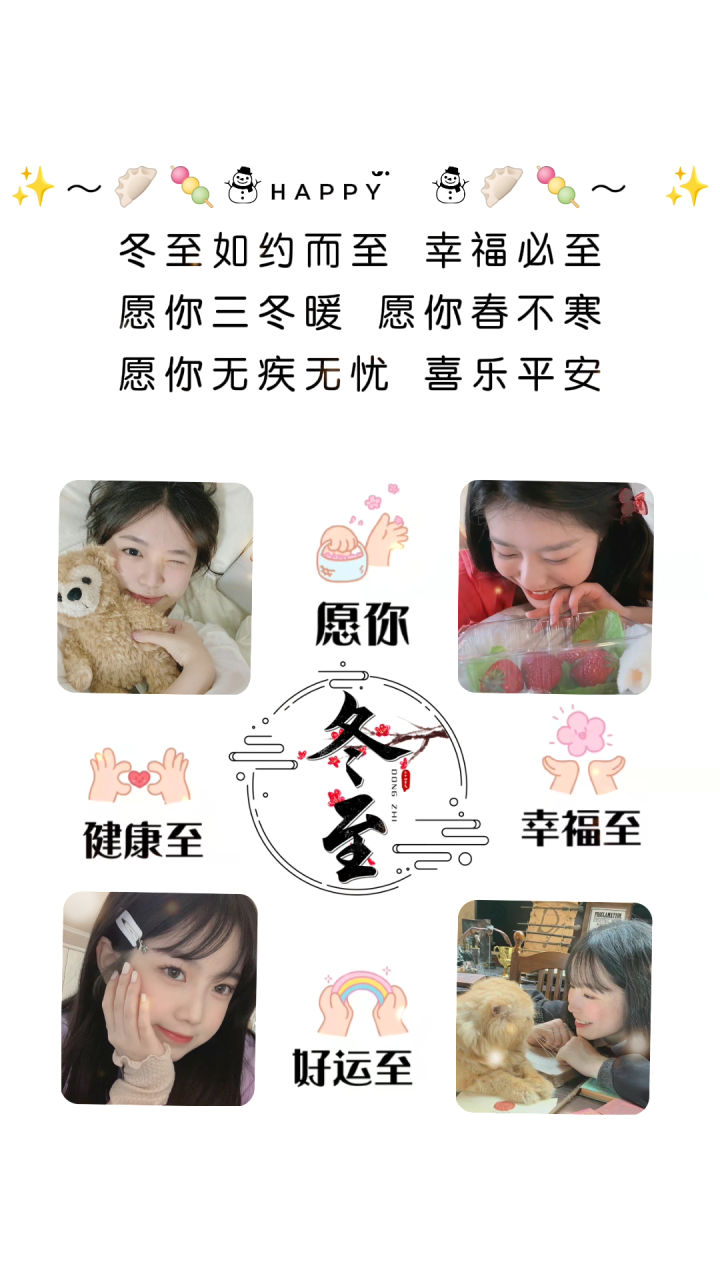 HAPPY
冬至如约而至 幸福必至
愿你三冬暖 愿你春不寒
愿你无疾无忧 喜乐平安
愿你
冬至
DONG ZHI
健康至
幸福至
好运至
PROCLAMATION